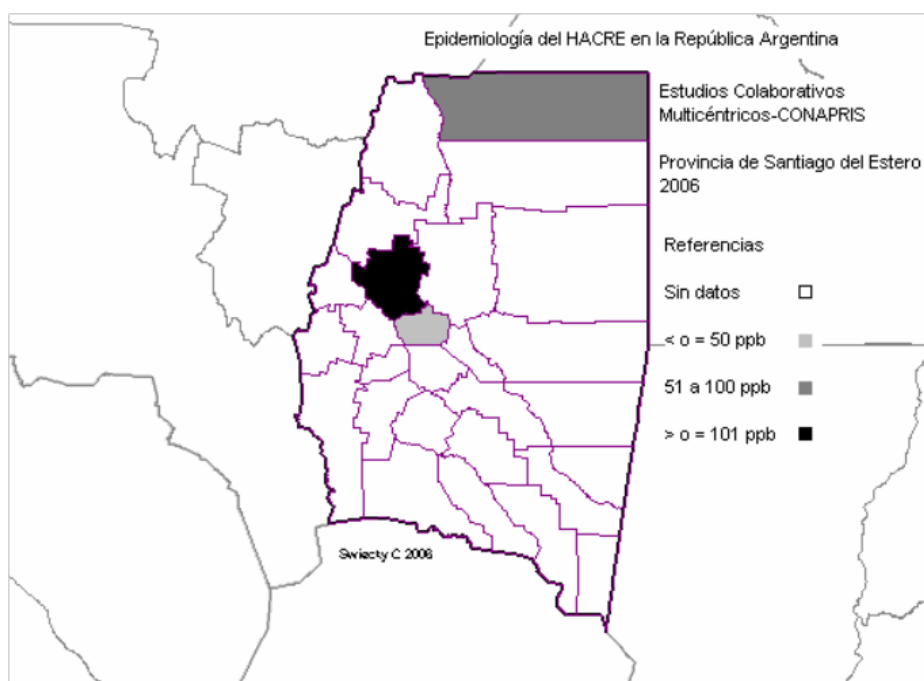 Epidemiología del HACRE en la República Argentina
Estudios Colaborativos
Multicéntricos-CONAPRIS
Provincia de Santiago del Estero
2006
Referencias
Sin datos
< o = 50 ppb
51 a 100 ppb
> o = 101 ppb
Swiecty C 2006